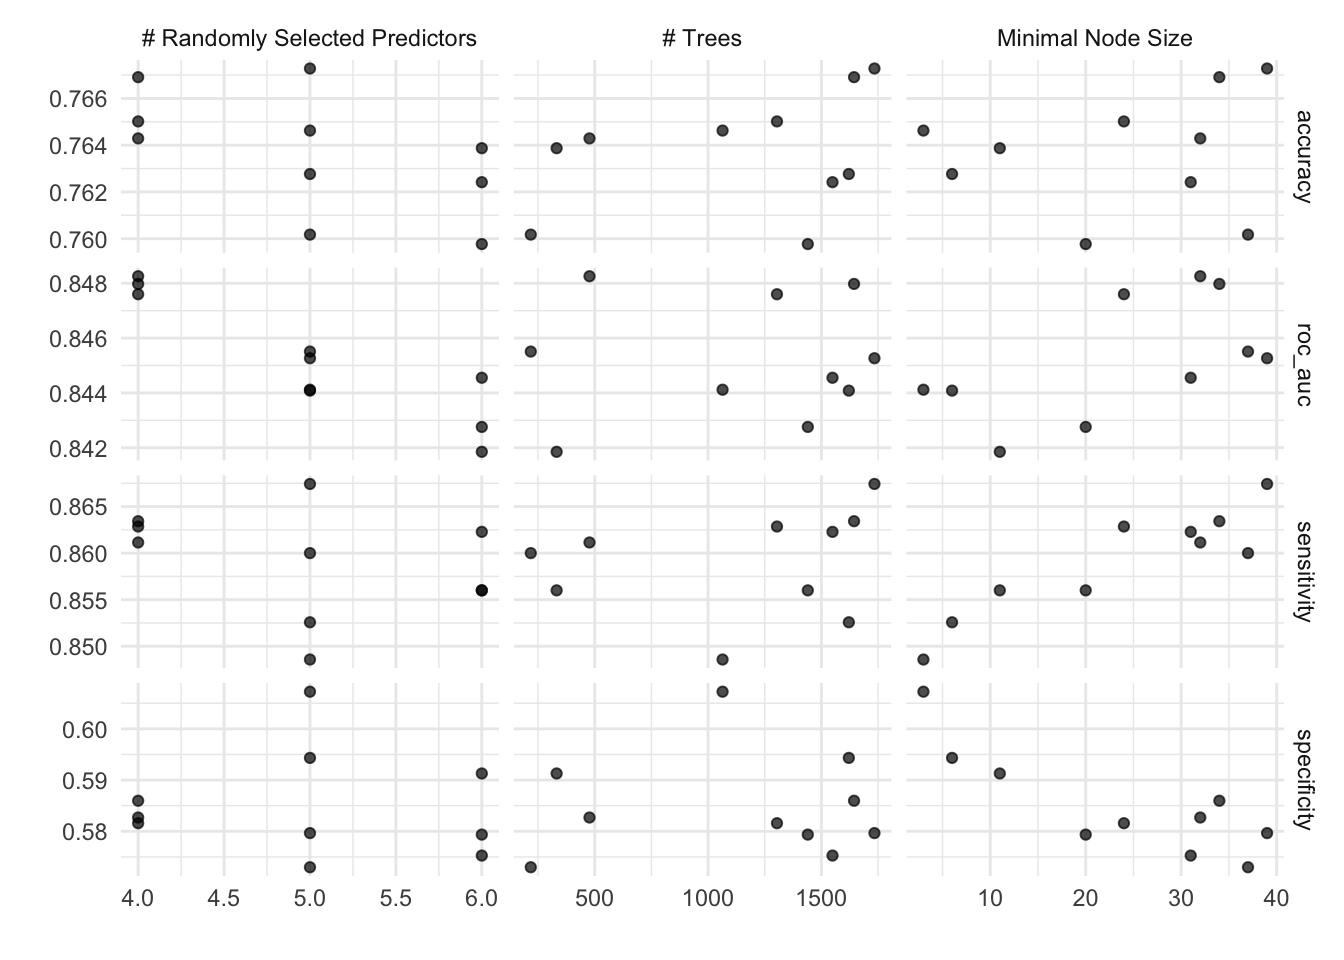 # Randomly Selected Predictors
# Trees
Minimal Node Size
0.766
0.764
0.762
0.760
accuracy
0.848
0.846
0.844
0.842
roc_auc
0.865
0.860
0.855
0.850
sensitivity
0.60
0.59
0.58
specificity
4.0 4.5 5.0 5.5 6.0
500 1000 1500
10 20 30 40